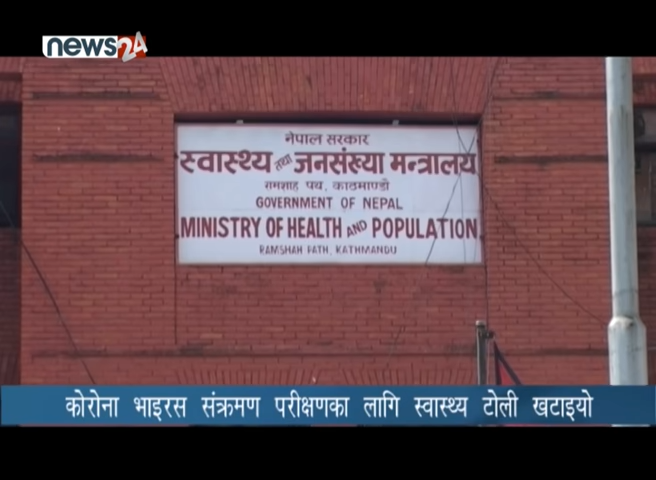 news24
नेपाल सरकार
स्वास्थ्य तथा जनसंख्या मन्त्रालय
रामशाह पथ, काठमाण्डौ
GOVERNMENT OF NEPAL
MINISTRY OF HEALTH AND POPULATION
RAMSHAH PATH, KATHMANDU
कोरोना भाइरस संक्रमण परीक्षणका लागि स्वास्थ्य टोली खटाइयो